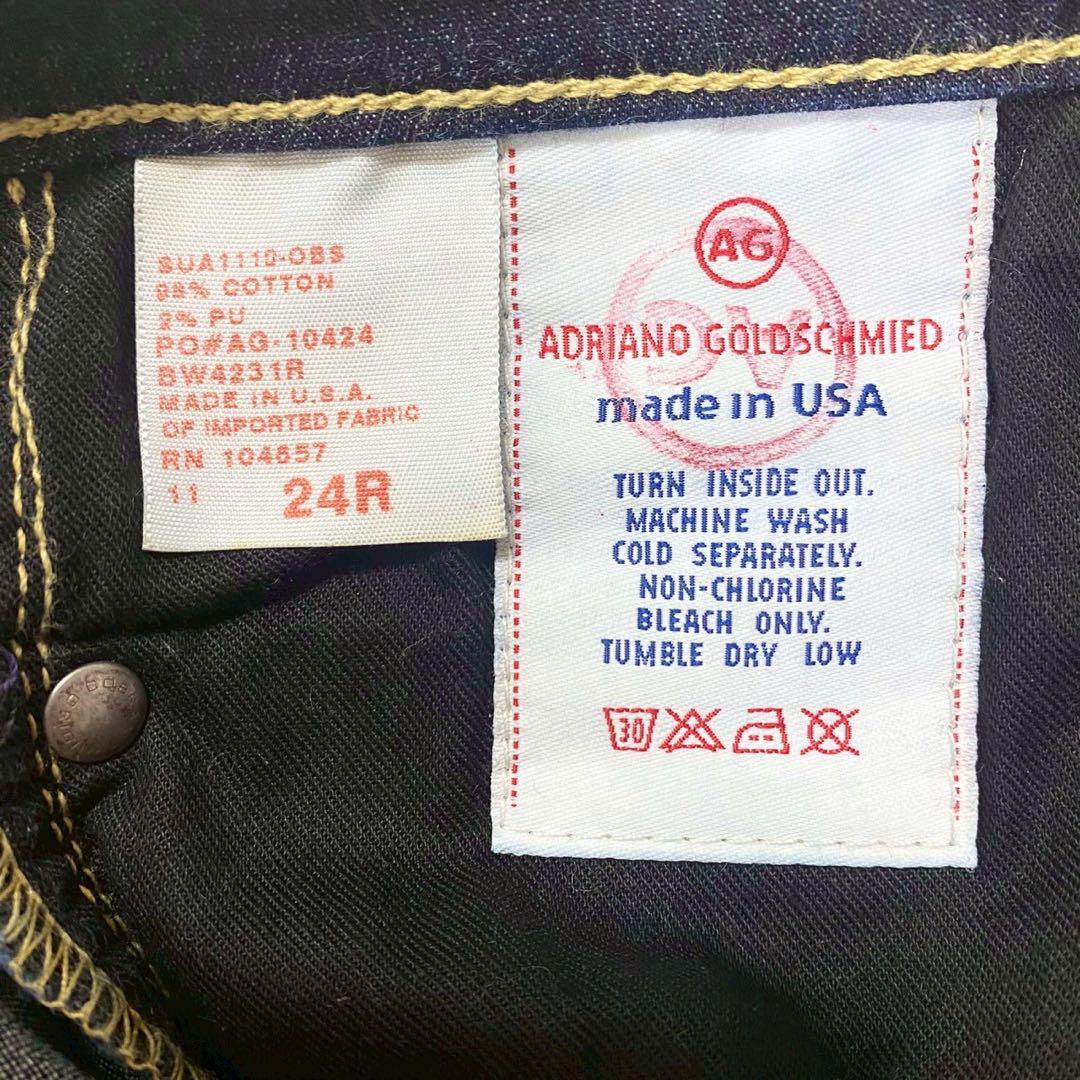 SUA1110-OBS
98% COTTON
2% PU
PO#AG-10424
BW4231R
MADE IN U.S.A.
OF IMPORTED FABRIC
RN 104657
11 24R
AG
ADRIANO GOLDSCHMIED
made in USA
TURN INSIDE OUT.
MACHINE WASH
COLD SEPARATELY.
NON-CHLORINE
BLEACH ONLY.
TUMBLE DRY LOW
30